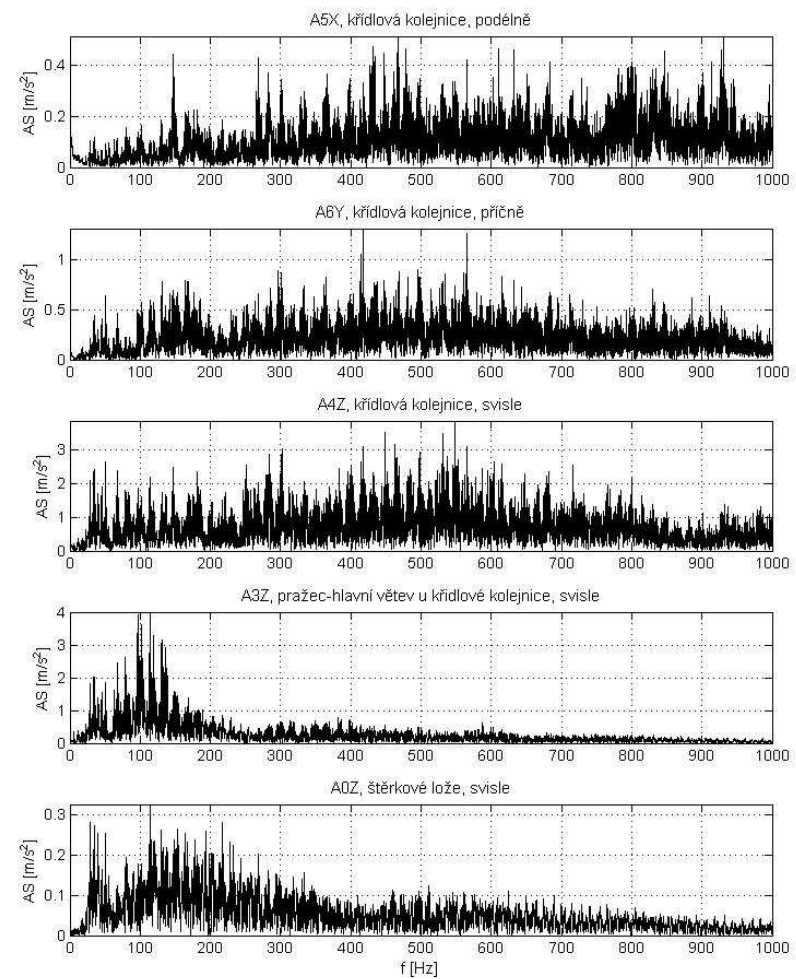 A5X, křídlová kolejnice, podélně
AS [m/s²]
0.4
0.2
0
0 100 200 300 400 500 600 700 800 900 1000
A6Y, křídlová kolejnice, příčně
AS [m/s²]
1
0.5
0
0 100 200 300 400 500 600 700 800 900 1000
A4Z, křídlová kolejnice, svisle
AS [m/s²]
3
2
1
0
0 100 200 300 400 500 600 700 800 900 1000
A3Z, pražec-hlavní větev u křidlové kolejnice, svisle
AS [m/s²]
4
3
2
1
0
0 100 200 300 400 500 600 700 800 900 1000
A0Z, štěrkové lože, svisle
AS [m/s²]
0.3
0.2
0.1
0
0 100 200 300 400 500 600 700 800 900 1000
f [Hz]